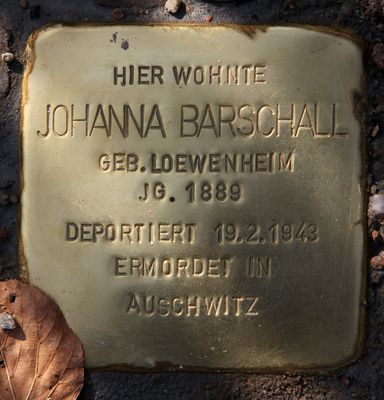 HIER WOHNTE
JOHANNA BARSCHALL
GEB. LOEWENHEIM
JG. 1889
DEPORTIERT 19.2.1943
ERMORDET IN
AUSCHWITZ